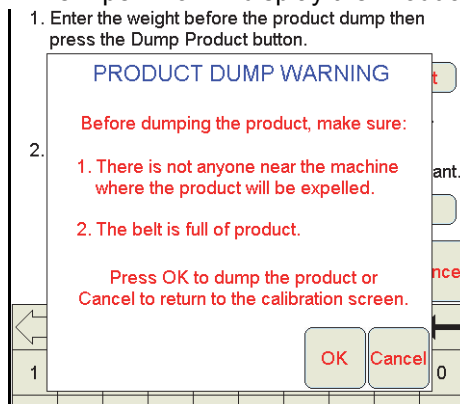 1. Enter the weight before the product dump then
press the Dump Product button.
PRODUCT DUMP WARNING
t
Before dumping the product, make sure:
2.
1. There is not anyone near the machine
where the product will be expelled.
ant.
2. The belt is full of product.
Press OK to dump the product or
Cancel to return to the calibration screen.
nce
OK Cancel
1 0